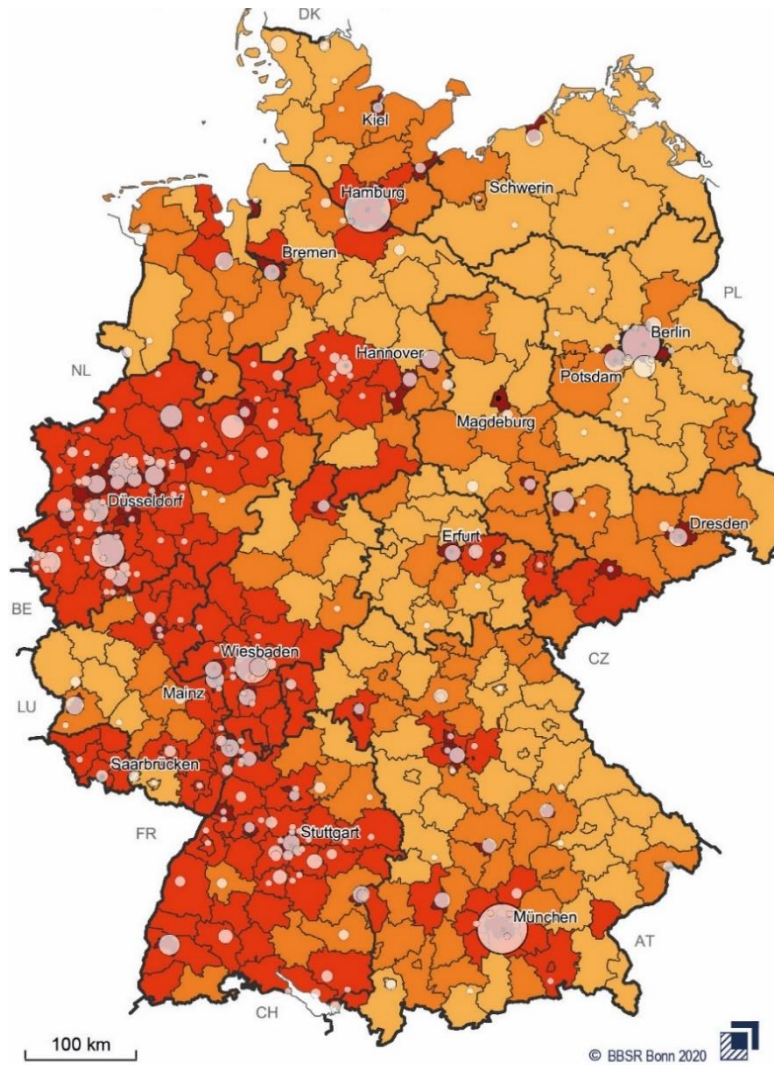 DK
Kiel
Hamburg
Schwerin
Bremen
PL
Berlin
Hannover
NL
Potsdam
Magdeburg
Düsseldorf
Dresden
Erfurt
BE
CZ
Wiesbaden
Mainz
LU
Saarbrücken
FR
Stuttgart
München
AT
CH
100 km
© BBSR Bonn 2020